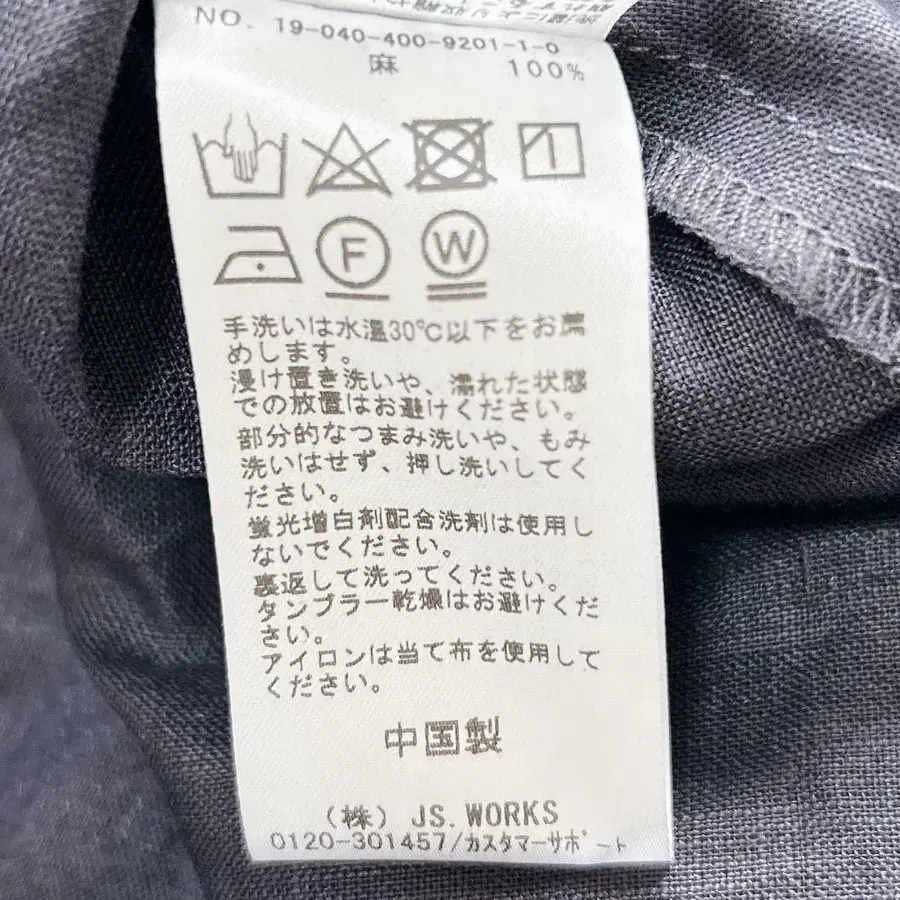 NO. 19-040-400-9201-1-0
麻 100%
F W
手洗いは水温30℃以下をお薦
めします。
浸け置き洗いや、濡れた状態
での放置はお避けください。
部分的なつまみ洗いや、もみ
洗いはせず、押し洗いしてく
ださい。
蛍光増白剤配合洗剤は使用し
ないでください。
裏返して洗ってください。
タンブラー乾燥はお避けくだ
さい。
アイロンは当て布を使用して
ください。
中国製
(株) JS.WORKS
0120-301457/カスタマーサポート